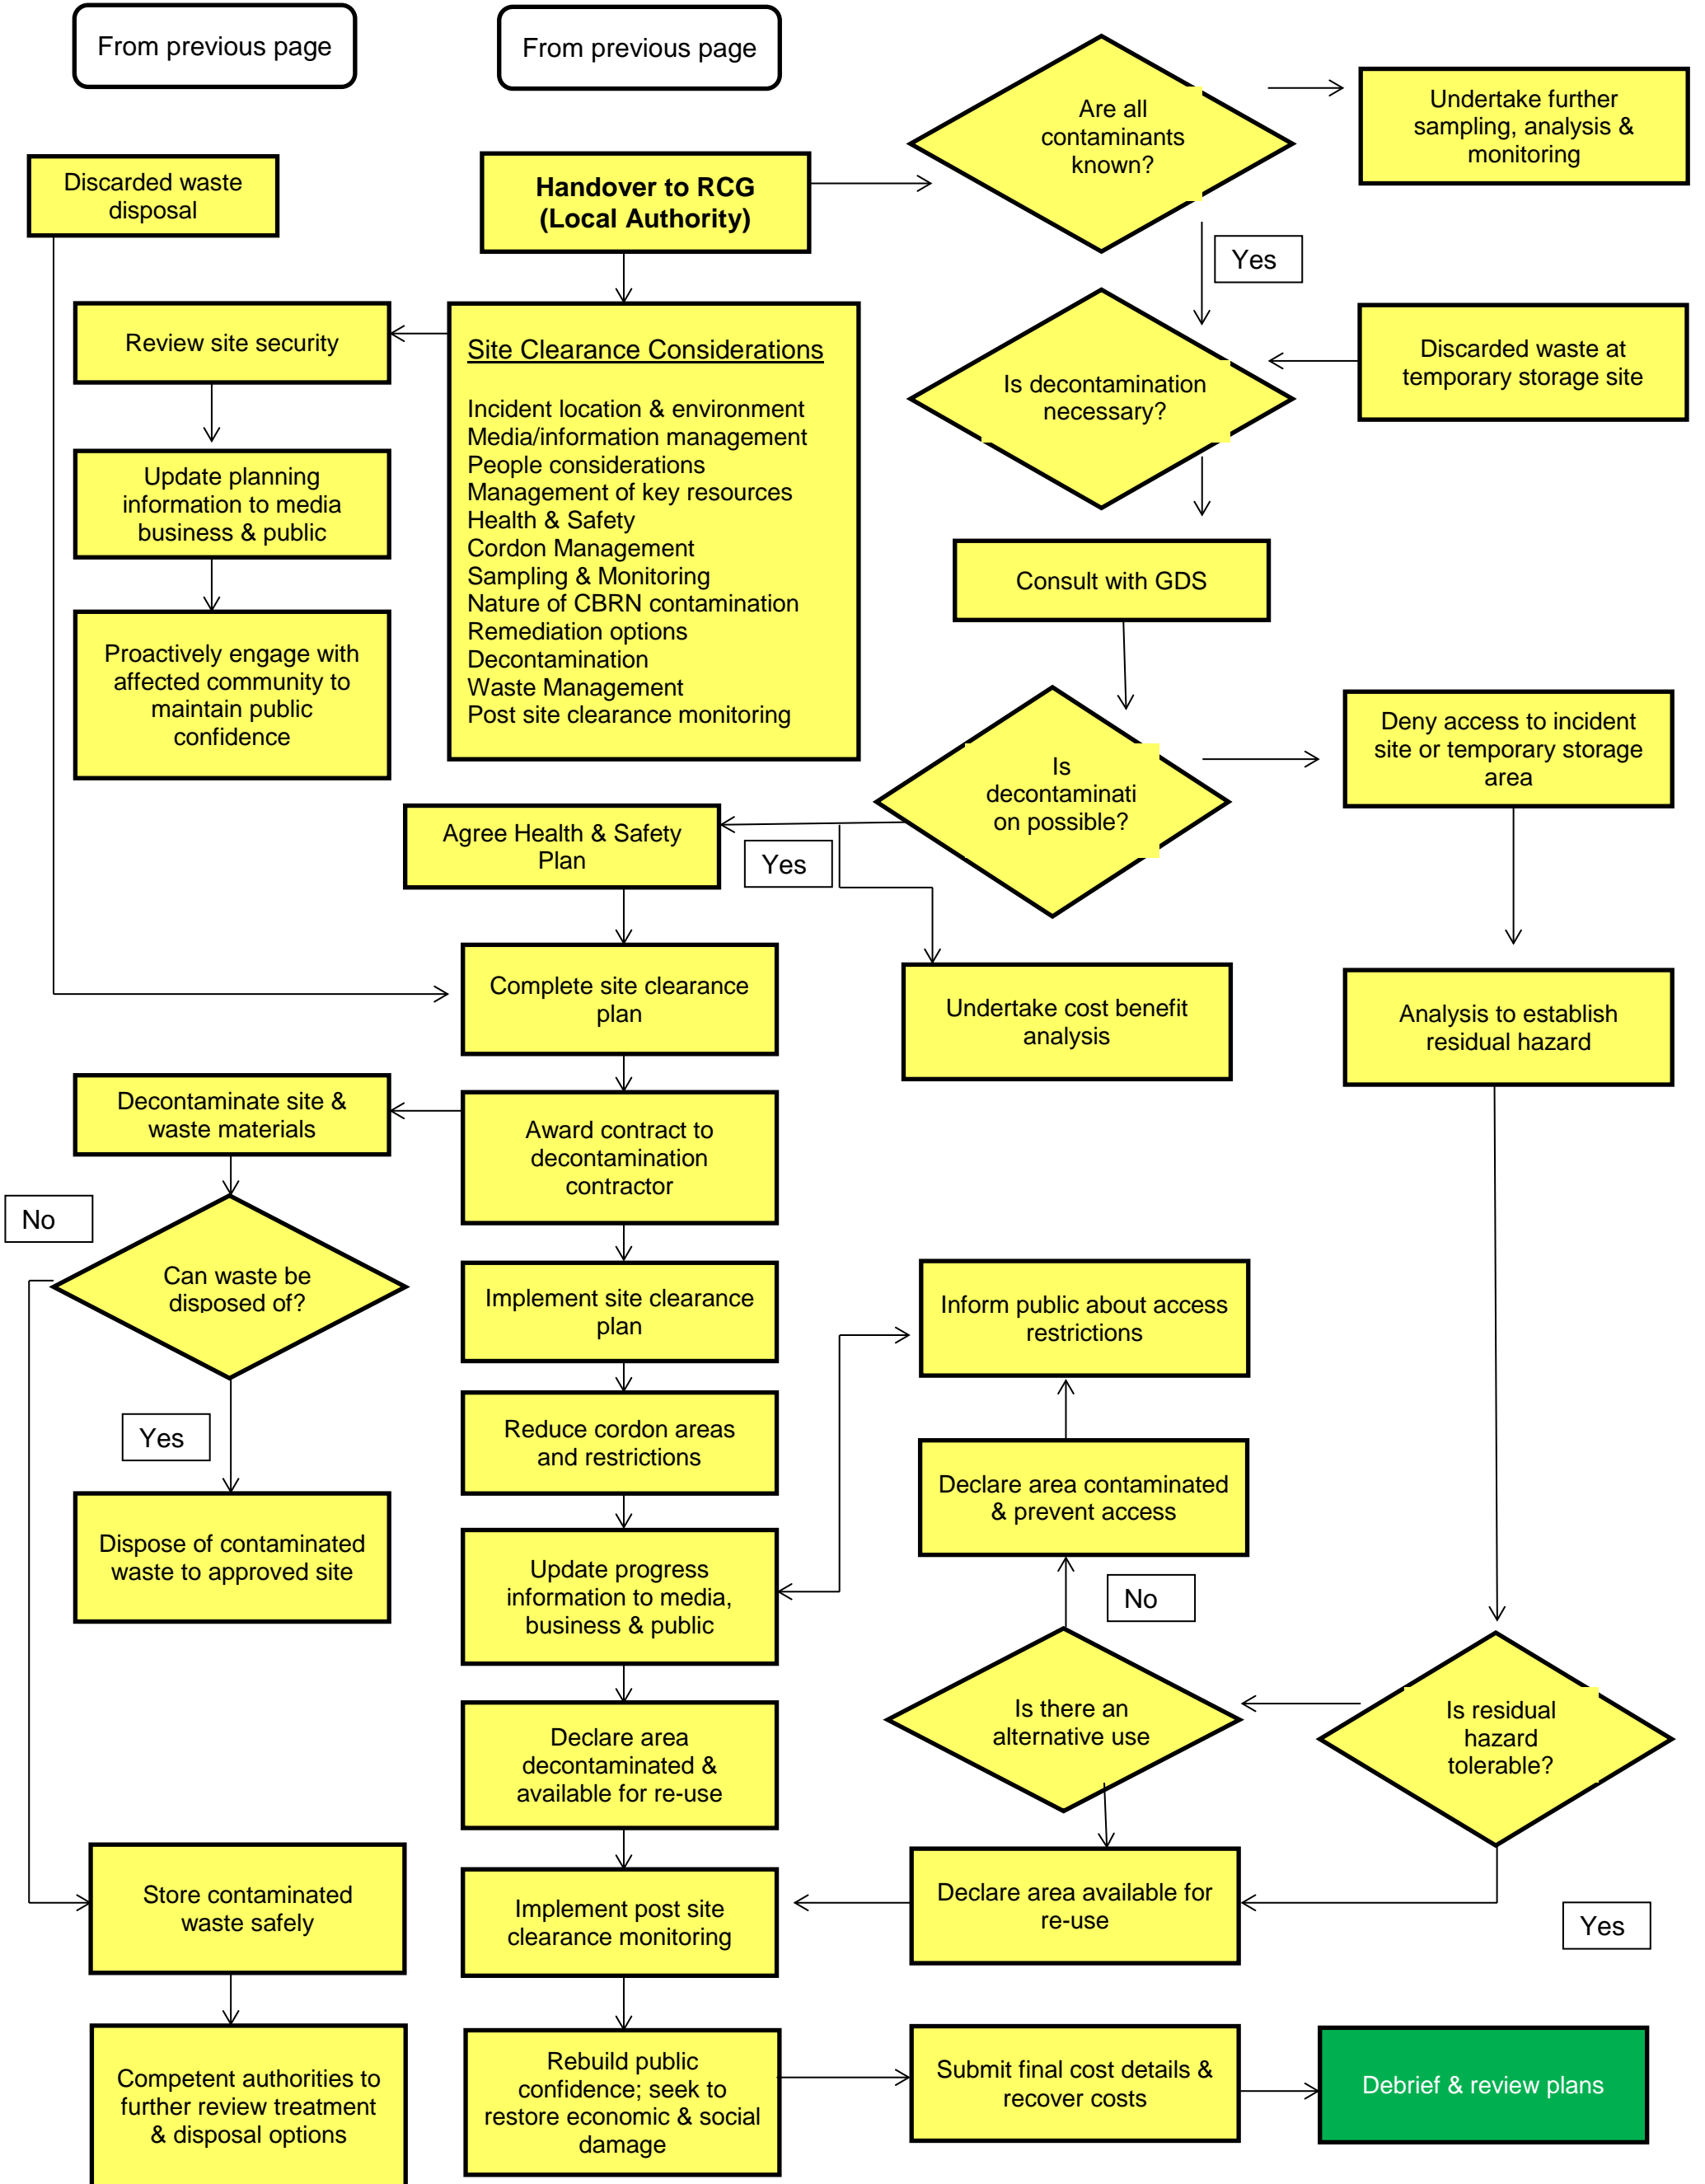 From previous page
From previous page
Are all
contaminants
known?
Undertake further
sampling, analysis &
monitoring
Discarded waste
disposal
Handover to RCG
(Local Authority)
Yes
Review site security
Site Clearance Considerations
Incident location & environment
Media/information management
People considerations
Management of key resources
Health & Safety
Cordon Management
Sampling & Monitoring
Nature of CBRN contamination
Remediation options
Decontamination
Waste Management
Post site clearance monitoring
Is decontamination
necessary?
Discarded waste at
temporary storage site
Update planning
information to media
business & public
Consult with GDS
Proactively engage with
affected community to
maintain public
confidence
Is
decontaminati
on possible?
Deny access to incident
site or temporary storage
area
Agree Health & Safety
Plan
Yes
Complete site clearance
plan
Undertake cost benefit
analysis
Analysis to establish
residual hazard
Decontaminate site &
waste materials
Award contract to
decontamination
contractor
No
Can waste be
disposed of?
Implement site clearance
plan
Inform public about access
restrictions
Yes
Reduce cordon areas
and restrictions
Declare area contaminated
& prevent access
Dispose of contaminated
waste to approved site
Update progress
information to media,
business & public
No
Is there an
alternative use
Is residual
hazard
tolerable?
Declare area
decontaminated &
available for re-use
Store contaminated
waste safely
Implement post site
clearance monitoring
Declare area available for
re-use
Yes
Competent authorities to
further review treatment
& disposal options
Rebuild public
confidence; seek to
restore economic & social
damage
Submit final cost details &
recover costs
Debrief & review plans